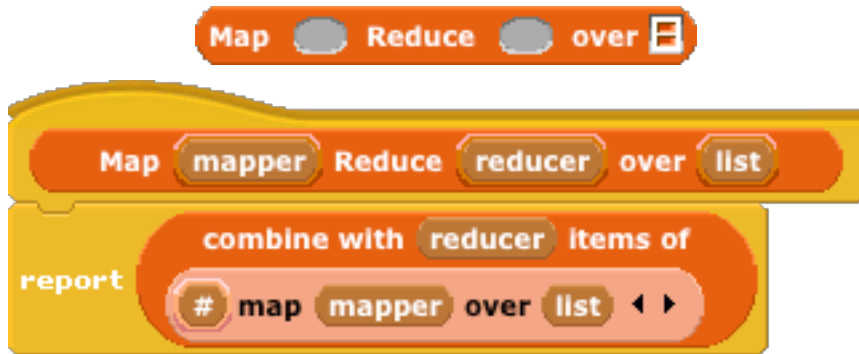 Map Reduce over
Map mapper Reduce reducer over list
combine with reducer items of
report
# map mapper over list